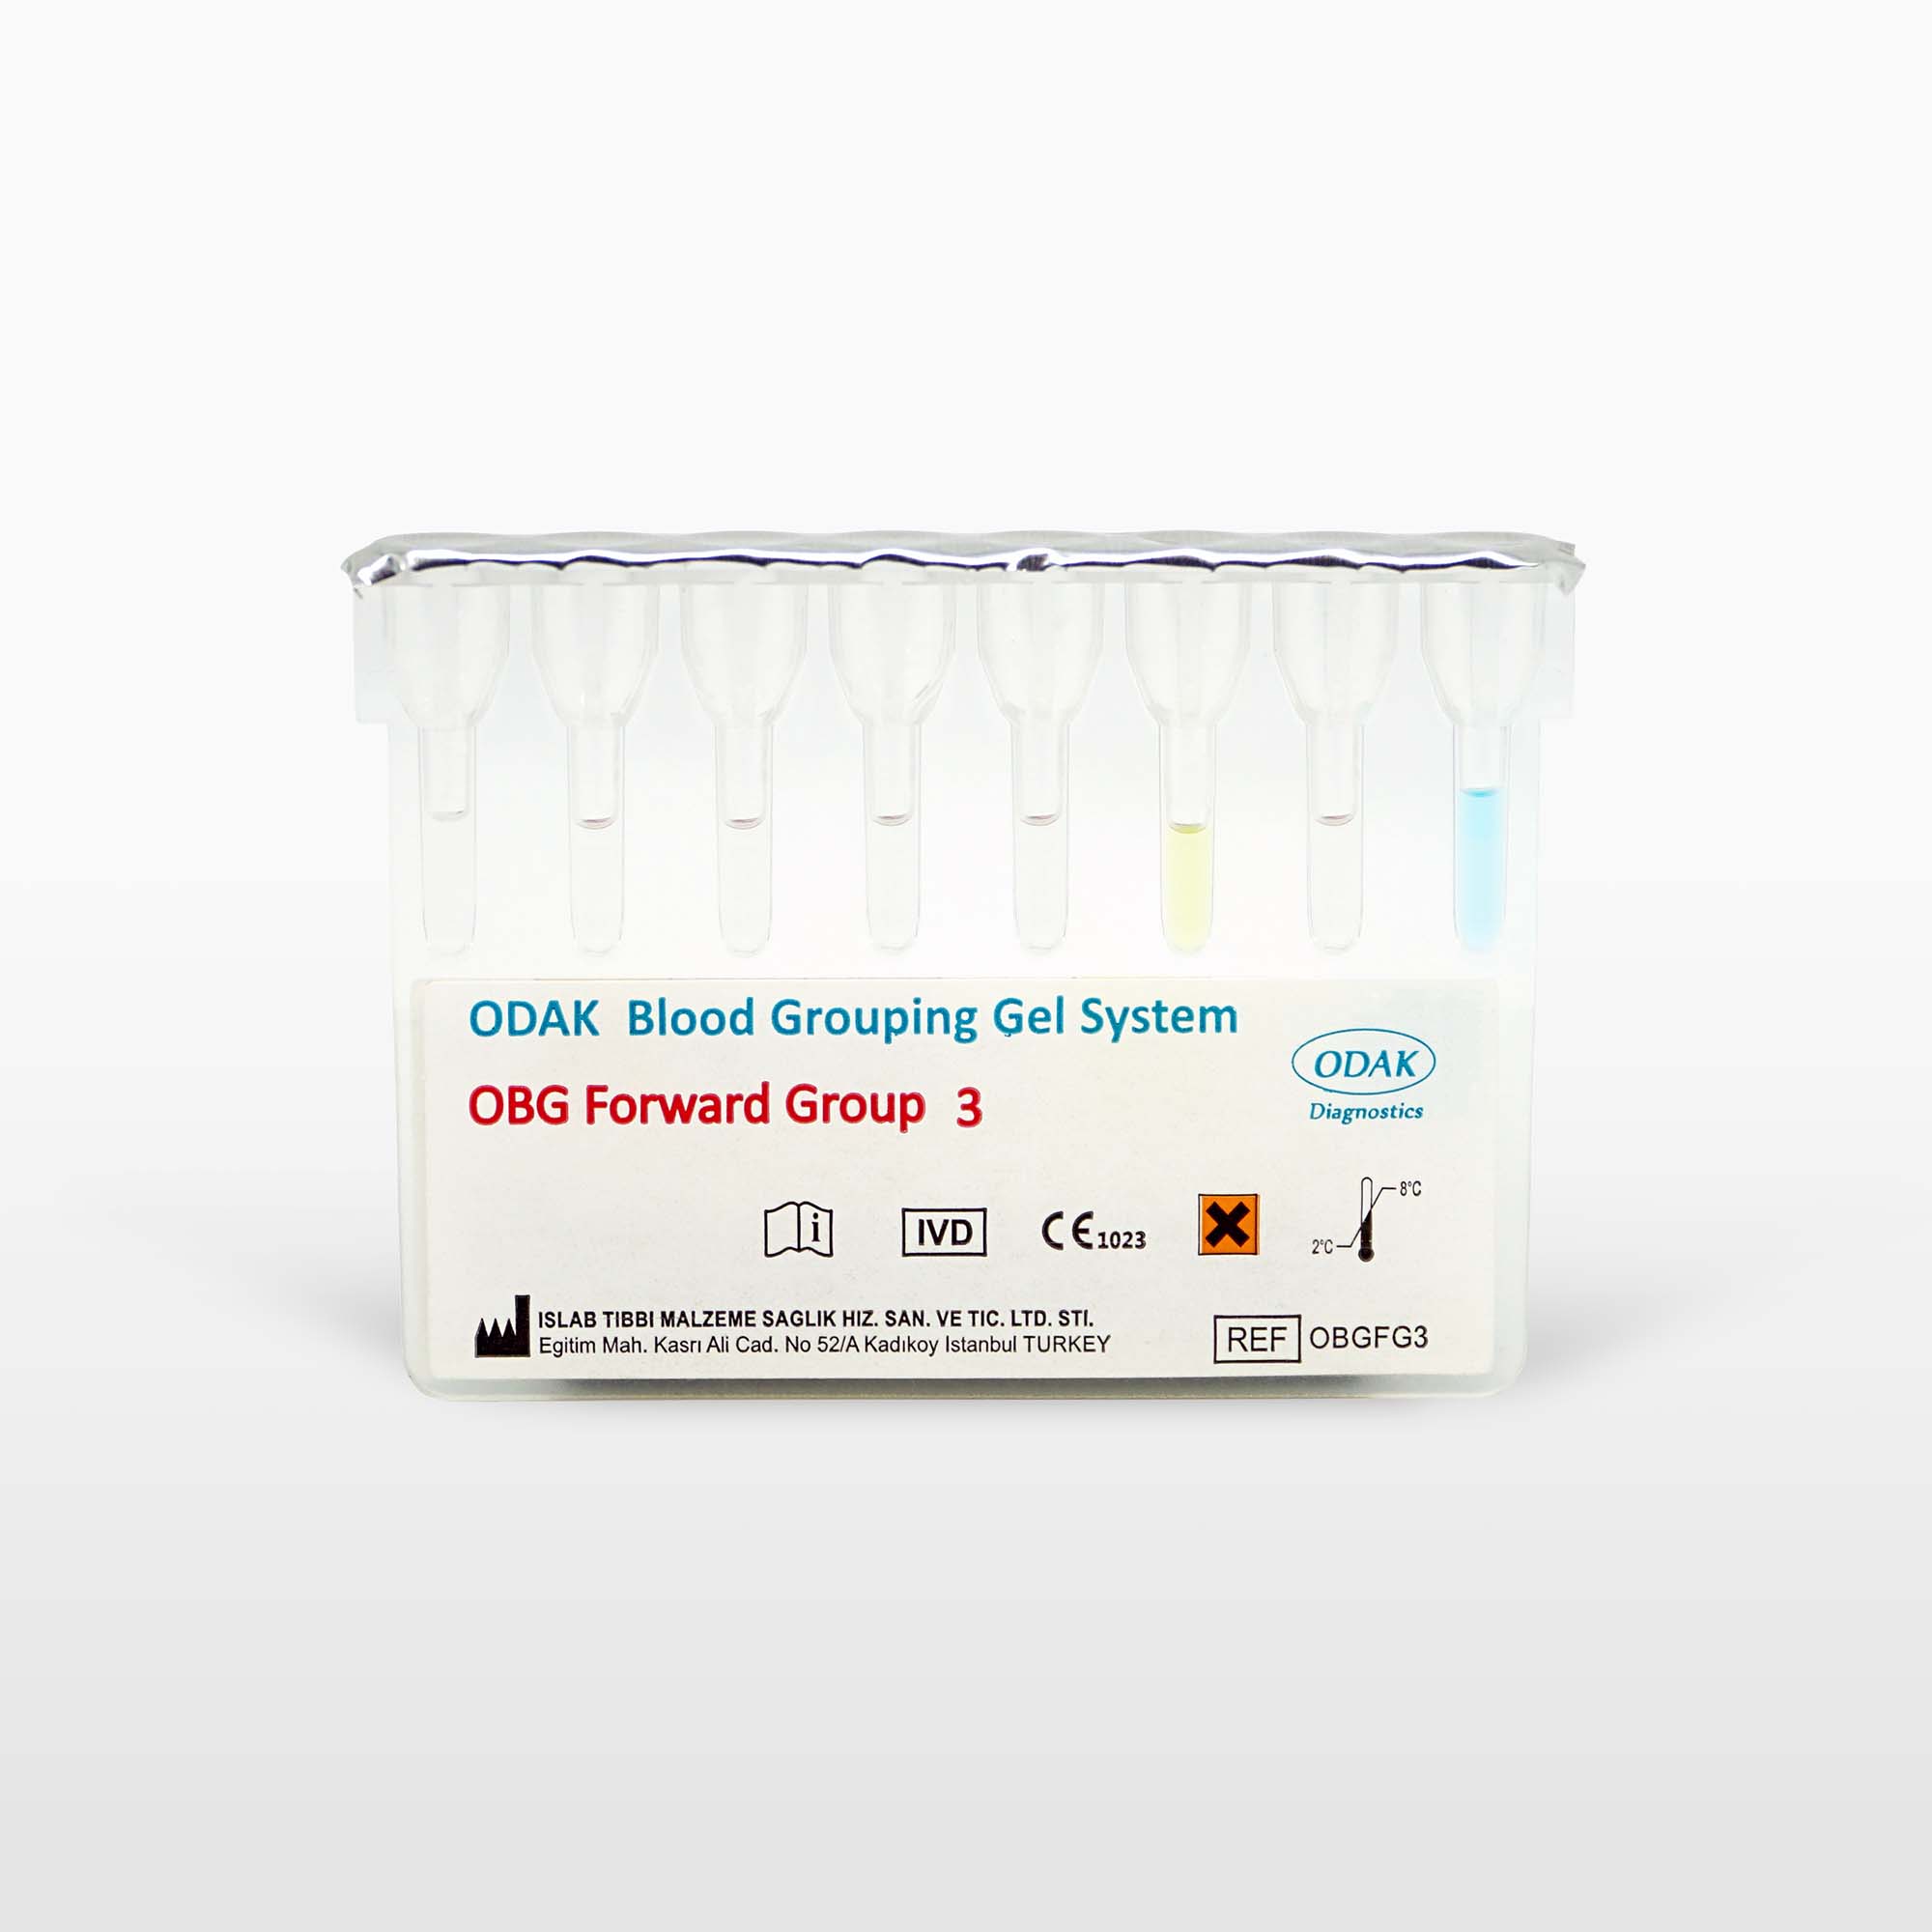 ODAK Blood Grouping Gel System
OBG Forward Group 3
ODAK
Diagnostics
i
IVD
CE 1023
8°C
2°C
ISLAB TIBBI MALZEME SAGLIK HIZ. SAN. VE TIC. LTD. STİ.
Egitim Mah. Kasrı Ali Cad. No 52/A Kadıkoy Istanbul TURKEY
REF OBGFG3